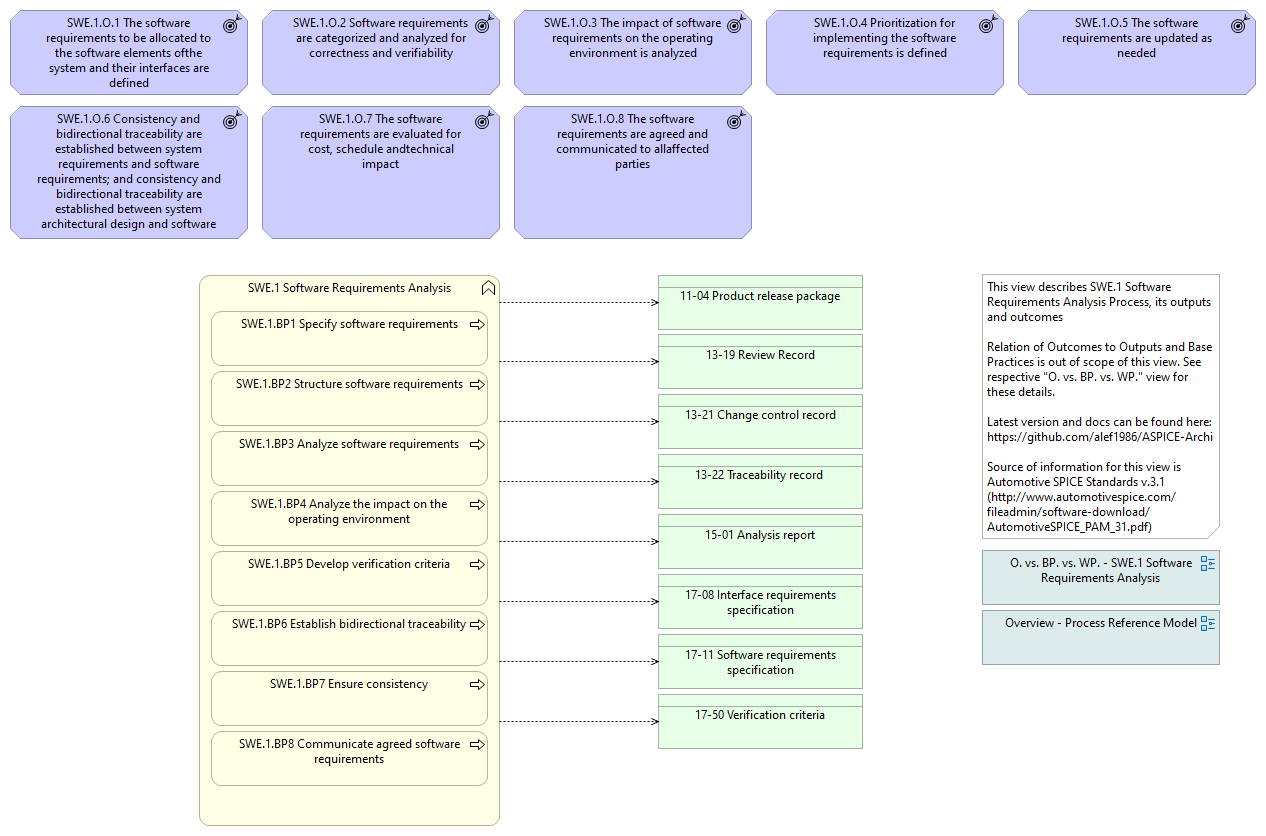 SWE.1.O.1 The software
requirements to be allocated to
the software elements ofthe
system and their interfaces are
defined
SWE.1.O.2 Software requirements
are categorized and analyzed for
correctness and verifiability
SWE.1.O.3 The impact of software
requirements on the operating
environment is analyzed
SWE.1.O.4 Prioritization for
implementing the software
requirements is defined
SWE.1.O.5 The software
requirements are updated as
needed
SWE.1.O.6 Consistency and
bidirectional traceability are
established between system
requirements and software
requirements; and consistency and
bidirectional traceability are
established between system
architectural design and software
SWE.1.O.7 The software
requirements are evaluated for
cost, schedule andtechnical
impact
SWE.1.O.8 The software
requirements are agreed and
communicated to allaffected
parties
SWE.1 Software Requirements Analysis
SWE.1.BP1 Specify software requirements
SWE.1.BP2 Structure software requirements
SWE.1.BP3 Analyze software requirements
SWE.1.BP4 Analyze the impact on the
operating environment
SWE.1.BP5 Develop verification criteria
SWE.1.BP6 Establish bidirectional traceability
SWE.1.BP7 Ensure consistency
SWE.1.BP8 Communicate agreed software
requirements
11-04 Product release package
13-19 Review Record
13-21 Change control record
13-22 Traceability record
15-01 Analysis report
17-08 Interface requirements
specification
17-11 Software requirements
specification
17-50 Verification criteria
This view describes SWE.1 Software
Requirements Analysis Process, its outputs
and outcomes
Relation of Outcomes to Outputs and Base
Practices is out of scope of this view. See
respective "O. vs. BP. vs. WP." view for
these details.
Latest version and docs can be found here:
https://github.com/alef1986/ASPICE-Archi
Source of information for this view is
Automotive SPICE Standards v.3.1
(http://www.automotivespice.com/
fileadmin/software-download/
AutomotiveSPICE_PAM_31.pdf)
O. vs. BP. vs. WP. - SWE.1 Software
Requirements Analysis
Overview - Process Reference Model